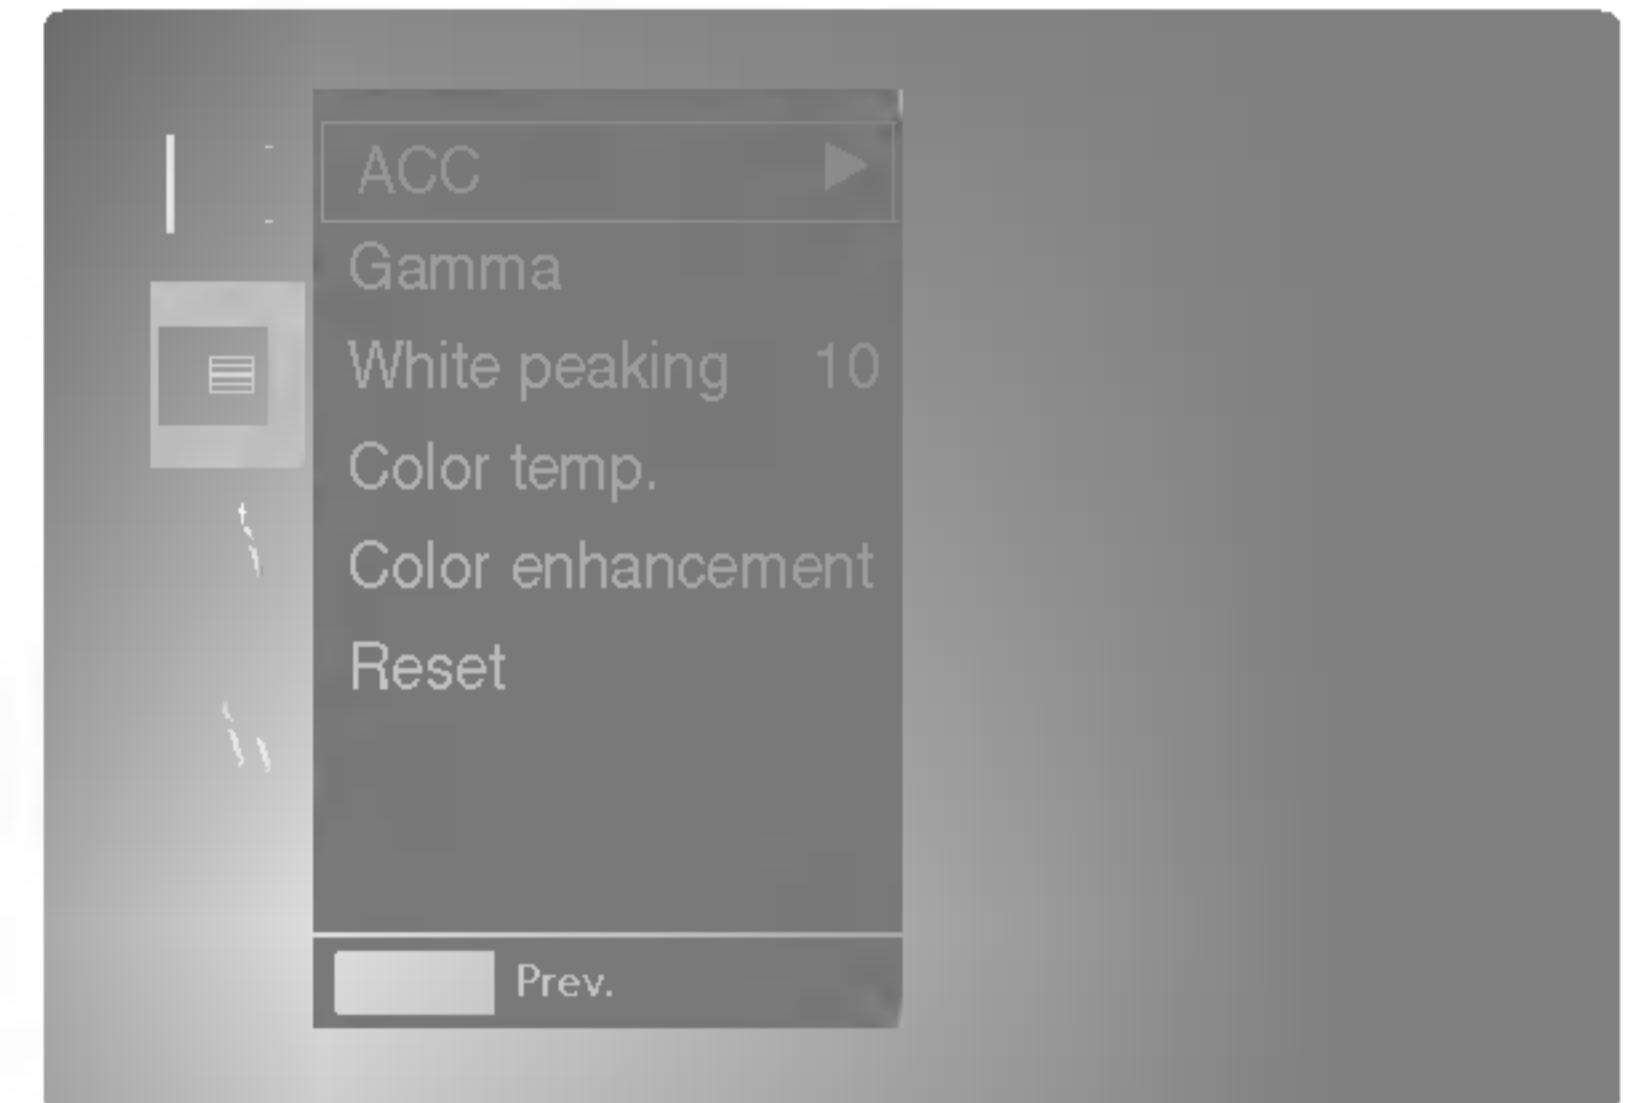 ACC
Gamma
White peaking 10
Color temp.
Color enhancement
Reset
Prev.